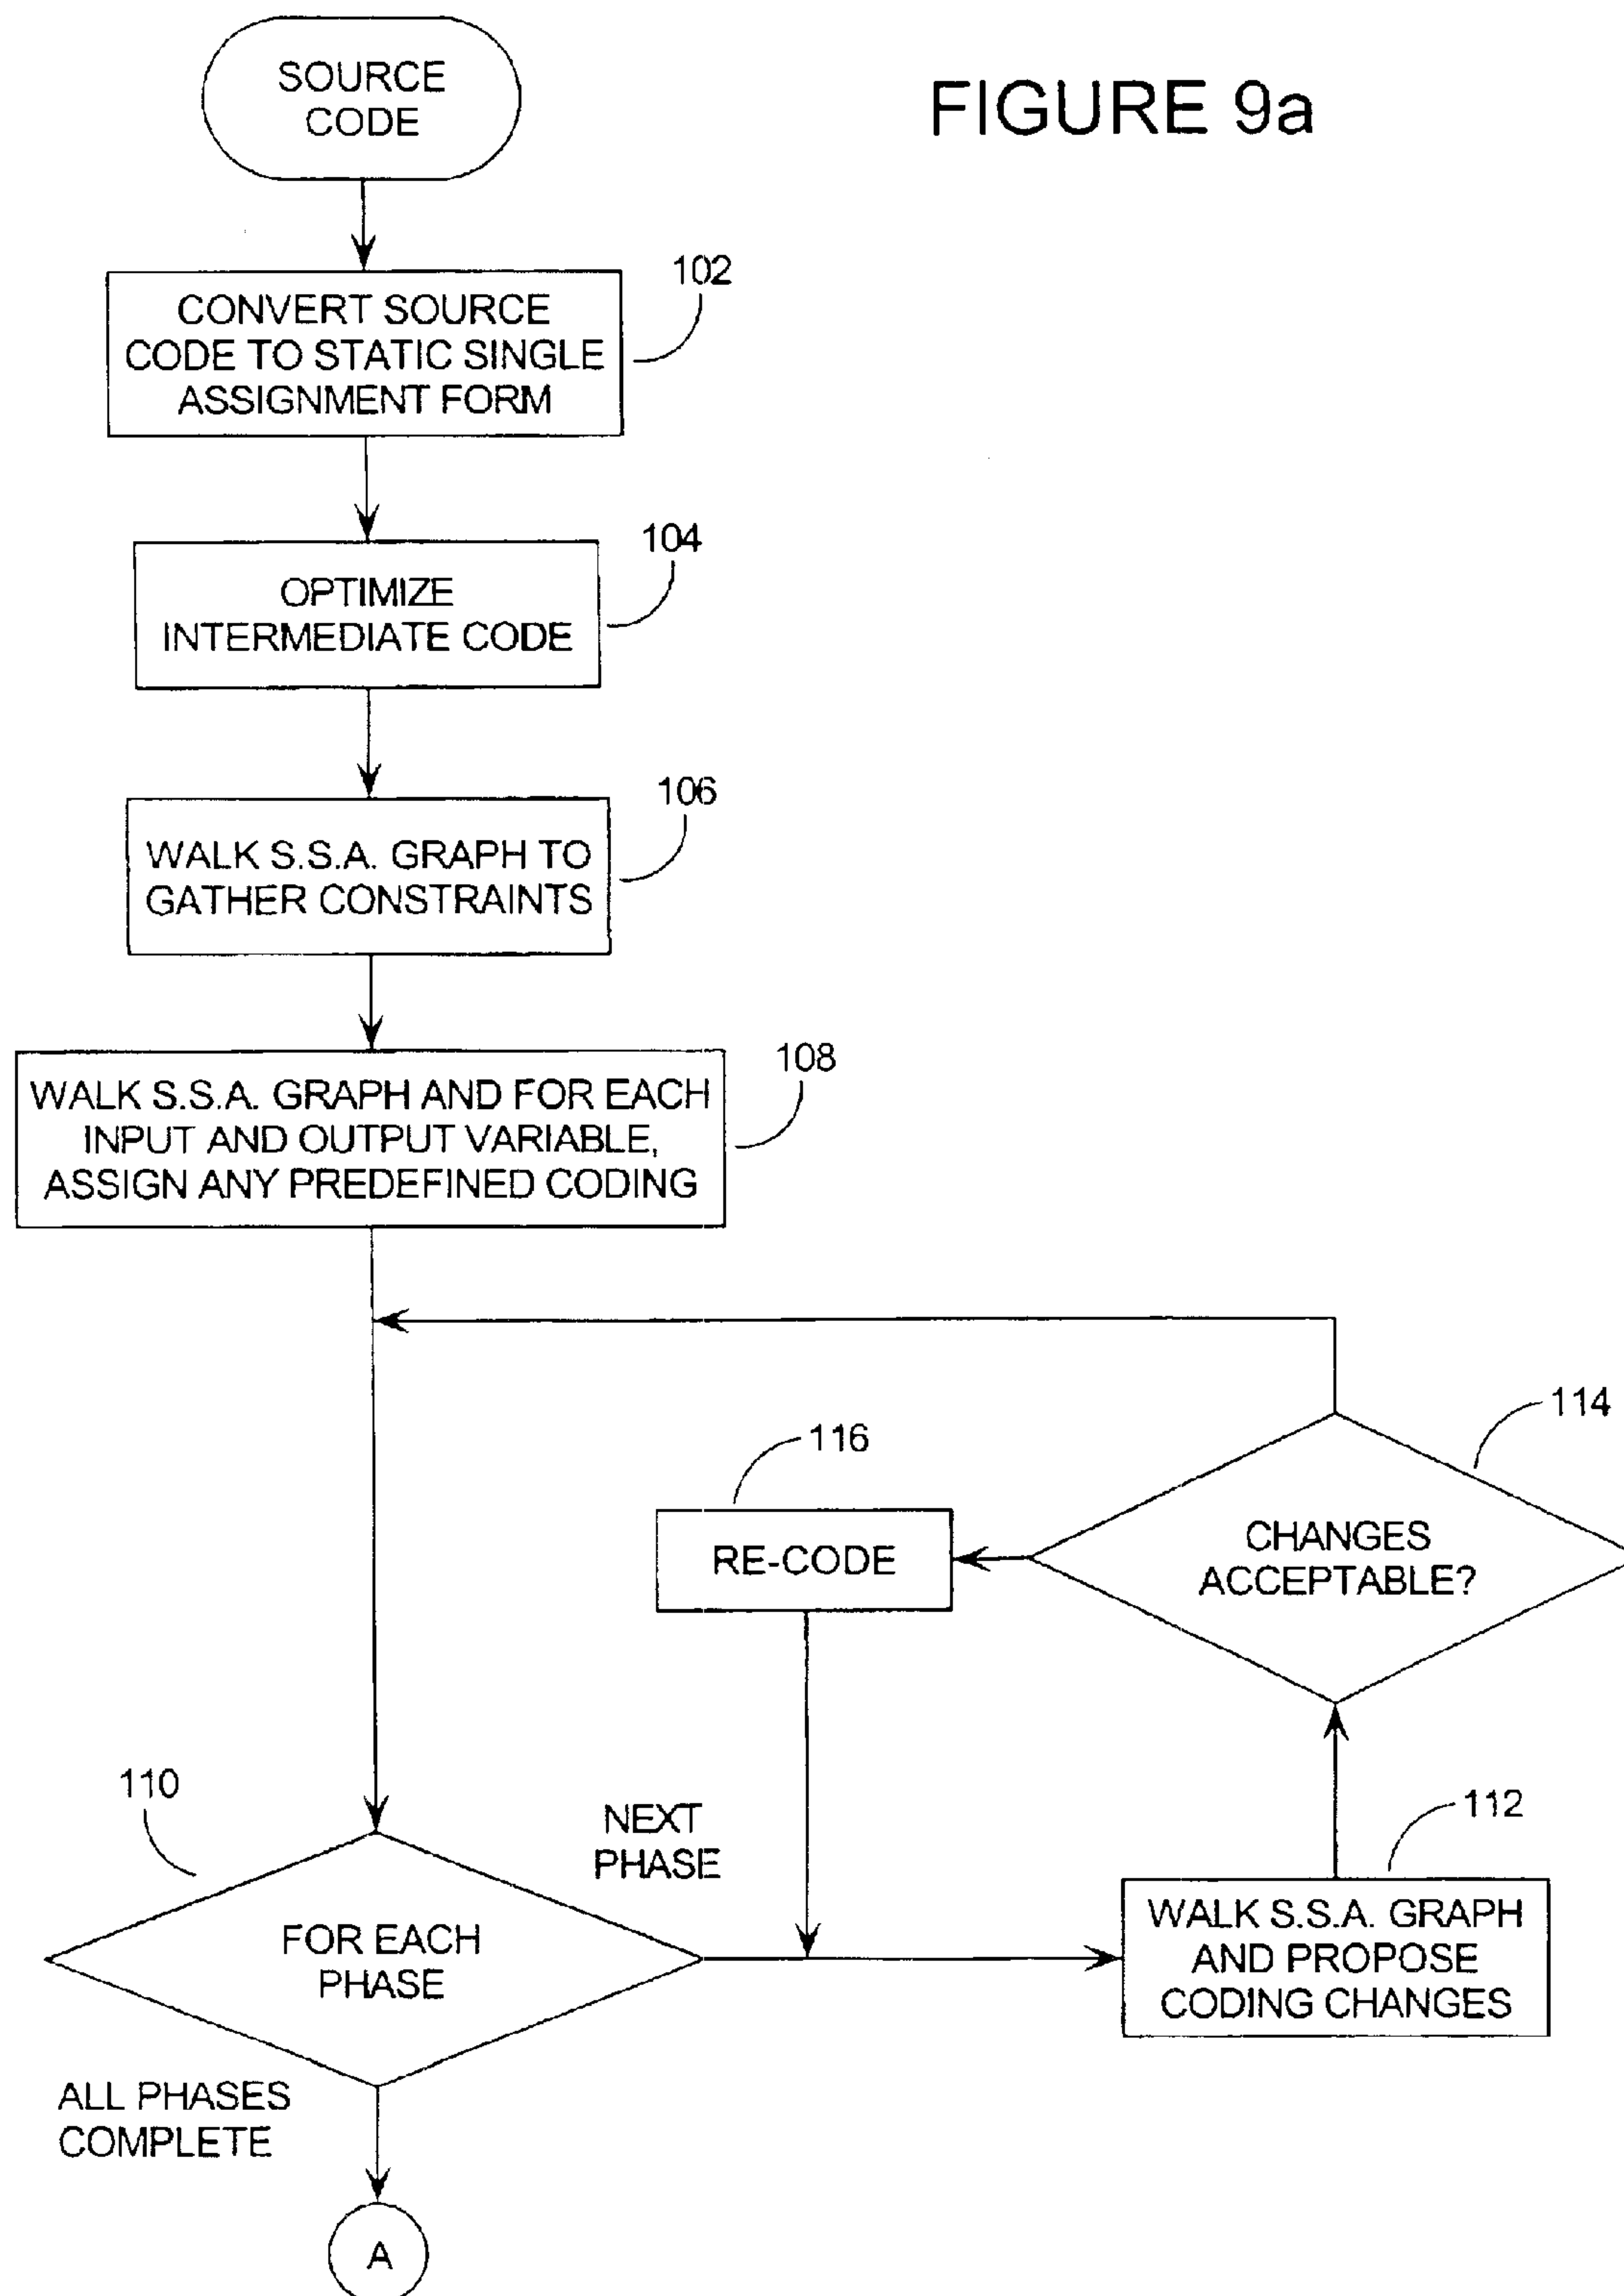 SOURCE
CODE
FIGURE 9a
102
CONVERT SOURCE
CODE TO STATIC SINGLE
ASSIGNMENT FORM
104
OPTIMIZE
INTERMEDIATE CODE
106
WALK S.S.A. GRAPH TO
GATHER CONSTRAINTS
108
WALK S.S.A. GRAPH AND FOR EACH
INPUT AND OUTPUT VARIABLE,
ASSIGN ANY PREDEFINED CODING
114
116
CHANGES
ACCEPTABLE?
RE-CODE
110
NEXT
PHASE
112
FOR EACH
PHASE
WALK S.S.A. GRAPH
AND PROPOSE
CODING CHANGES
ALL PHASES
COMPLETE
A